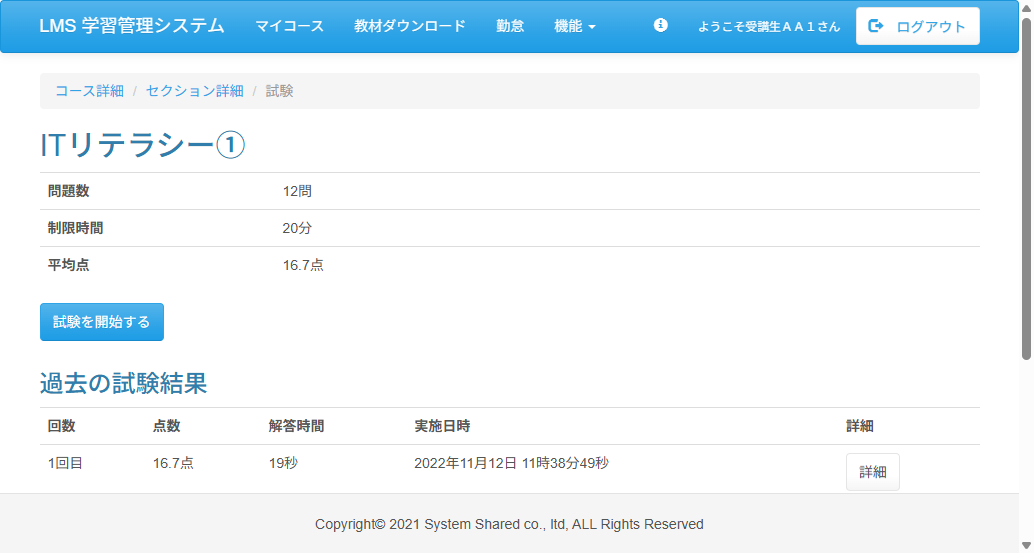 LMS 学習管理システム マイコース 教材ダウンロード 勤怠 機能 ようこそ受講生ＡＡ１さん ログアウト
コース詳細 / セクション詳細 / 試験
ITリテラシー①
問題数 12問
制限時間 20分
平均点 16.7点
試験を開始する
過去の試験結果
回数 点数 解答時間 実施日時 詳細
1回目 16.7点 19秒 2022年11月12日 11時38分49秒 詳細
Copyright© 2021 System Shared co., ltd, ALL Rights Reserved